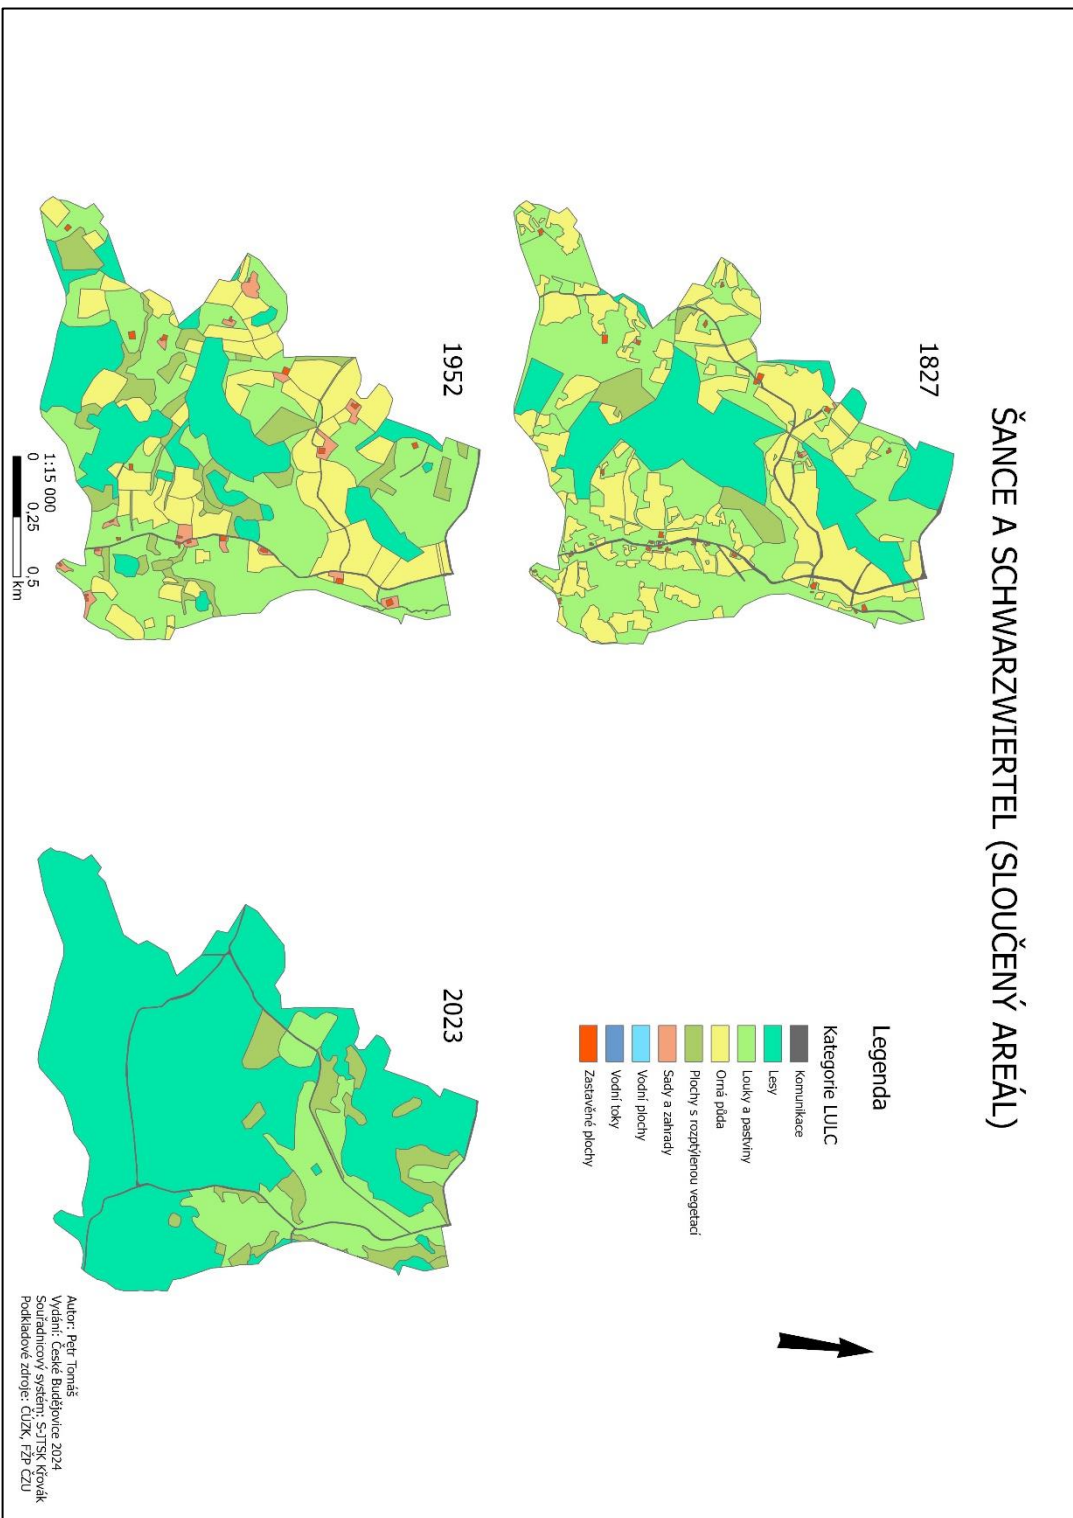 ŠANCE A SCHWARZWIERTEL (SLOUČENÝ AREÁL)
1827
1952
1:15 000
0 0,25 0,5
km
2023
Legenda
Kategorie LULC
Komunikace
Lesy
Louky a pastviny
Orná půda
Plochy s rozptýlenou vegetací
Sady a zahrady
Vodní plochy
Vodní toky
Zastavěné plochy
Autor: Petr Tomáš
Vydání: České Budějovice 2024
Souřadnicový systém: S-JTSK Křovák
Podkladové zdroje: ČÚZK, FŽP ČZU